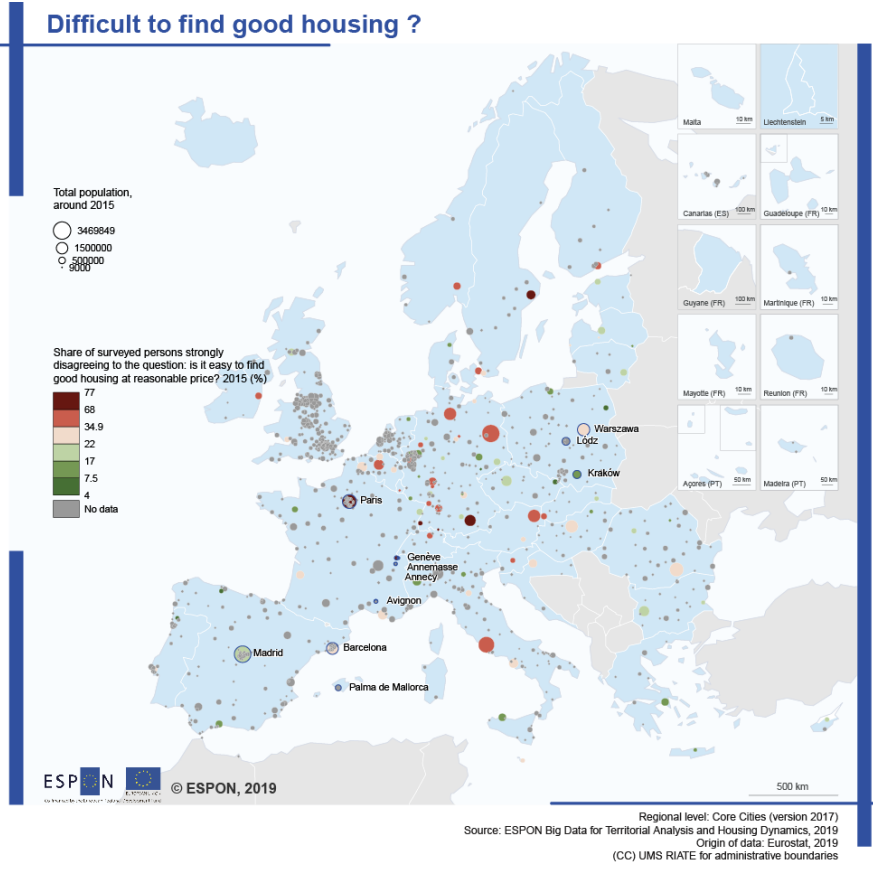 Difficult to find good housing ?
Malta
10 km
Liechtenstein
5 km
Canarias (ES)
100 km
Guadeloupe (FR)
10 km
Guyane (FR)
100 km
Martinique (FR)
10 km
Mayotte (FR)
10 km
Reunion (FR)
10 km
Açores (PT)
50 km
Madeira (PT)
50 km
Total population,
around 2015
3469849
1500000
500000
9000
Share of surveyed persons strongly
disagreeing to the question: is it easy to find
good housing at reasonable price? 2015 (%)
77
68
34.9
22
17
7.5
4
No data
Warszawa
Lódz
Kraków
Paris
Genève
Annemasse
Annecy
Avignon
Madrid
Barcelona
Palma de Mallorca
ESPON
© ESPON, 2019
500 km
Regional level: Core Cities (version 2017)
Source: ESPON Big Data for Territorial Analysis and Housing Dynamics, 2019
Origin of data: Eurostat, 2019
(CC) UMS RIATE for administrative boundaries